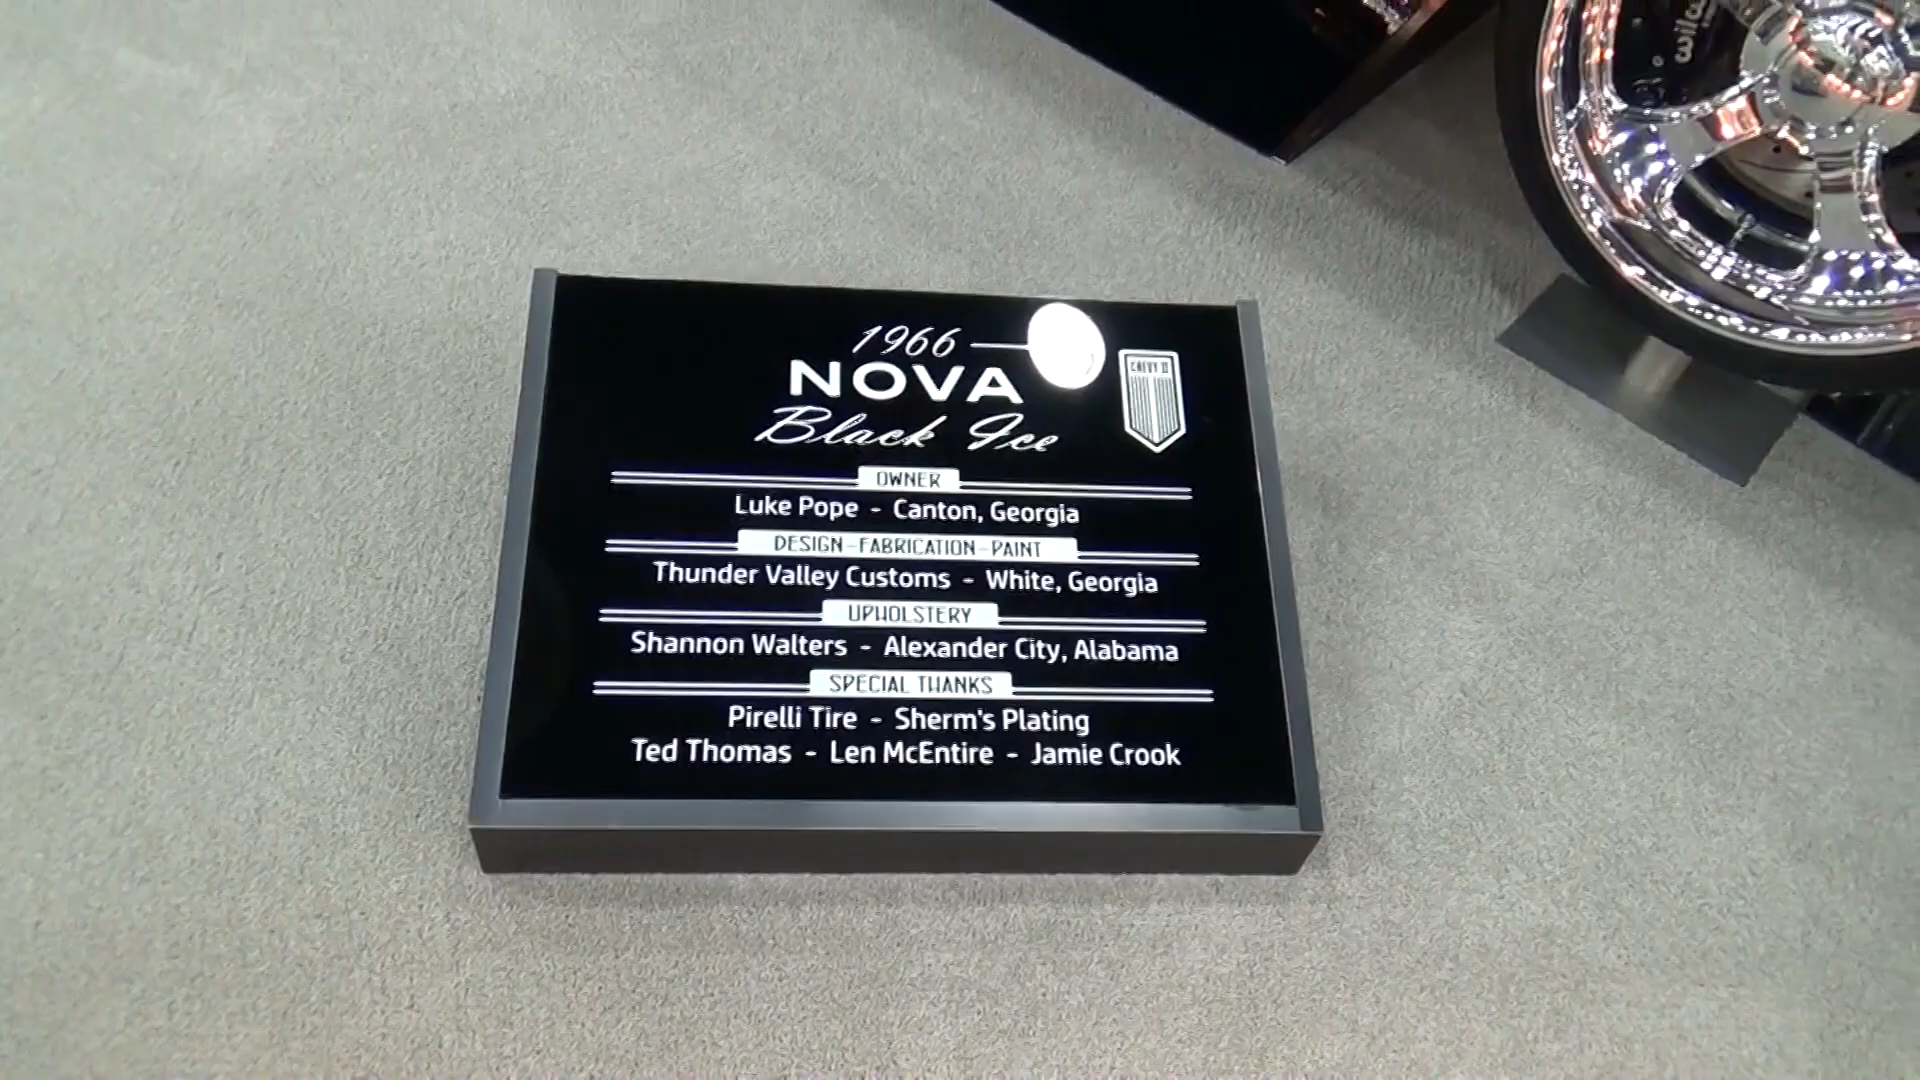 1966
NOVA
Black Ice
CHEVY II
OWNER
Luke Pope - Canton, Georgia
DESIGN-FABRICATION-PAINT
Thunder Valley Customs - White, Georgia
UPHOLSTERY
Shannon Walters - Alexander City, Alabama
SPECIAL THANKS
Pirelli Tire - Sherm's Plating
Ted Thomas - Len McEntire - Jamie Crook